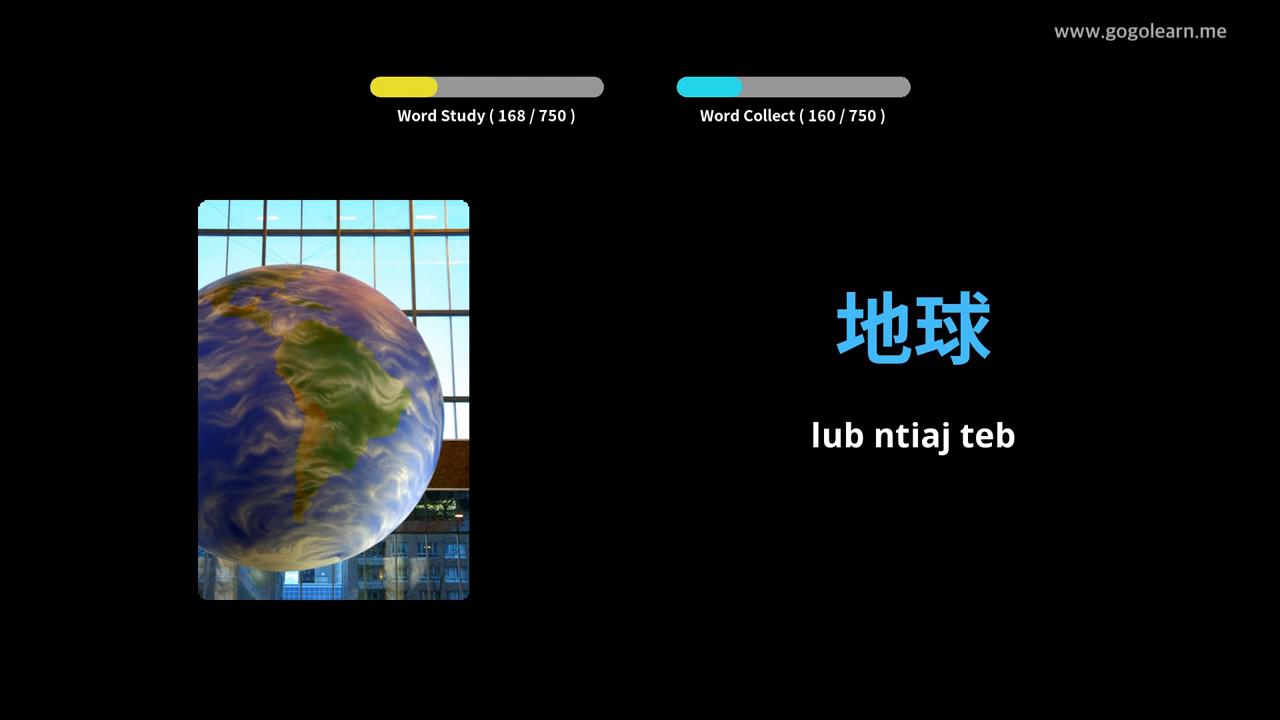 www.gogolearn.me
Word Study ( 168 / 750 )
Word Collect ( 160 / 750 )
地球
lub ntiaj teb